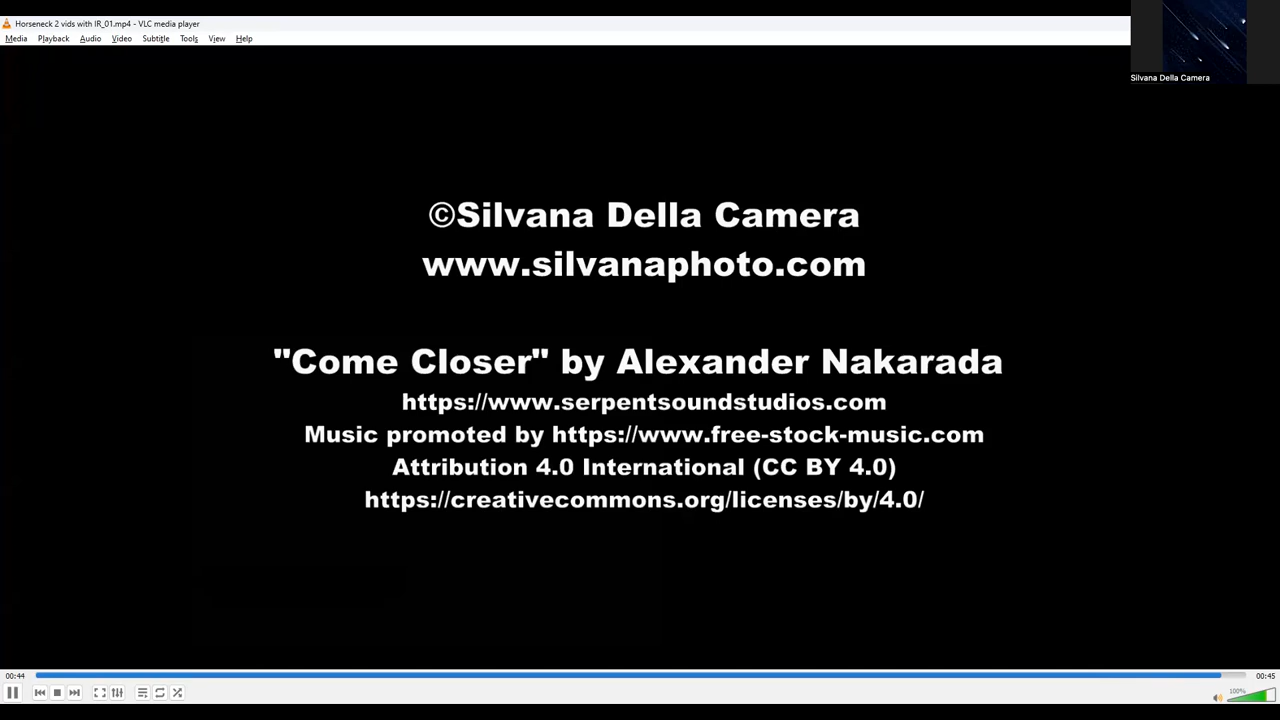 Horseneck 2 vids with IR_01.mp4 - VLC media player
Media Playback Audio Video Subtitle Tools View Help
Silvana Della Camera
©Silvana Della Camera
www.silvanaphoto.com
"Come Closer" by Alexander Nakarada
https://www.serpentsoundstudios.com
Music promoted by https://www.free-stock-music.com
Attribution 4.0 International (CC BY 4.0)
https://creativecommons.org/licenses/by/4.0/
00:44 00:45
100%